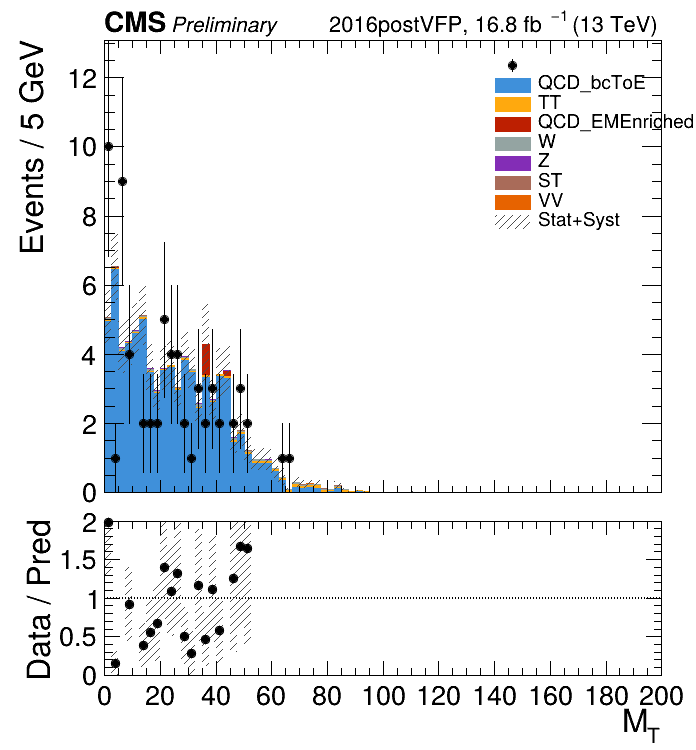 CMS Preliminary 2016postVFP, 16.8 fb ⁻¹ (13 TeV)
Events / 5 GeV
12
10
8
6
4
2
0
QCD_bcToE
TT
QCD_EMEnriched
W
Z
ST
VV
Stat+Syst
Data / Pred
2
1.5
1
0.5
0
0 20 40 60 80 100 120 140 160 180 200
M_T